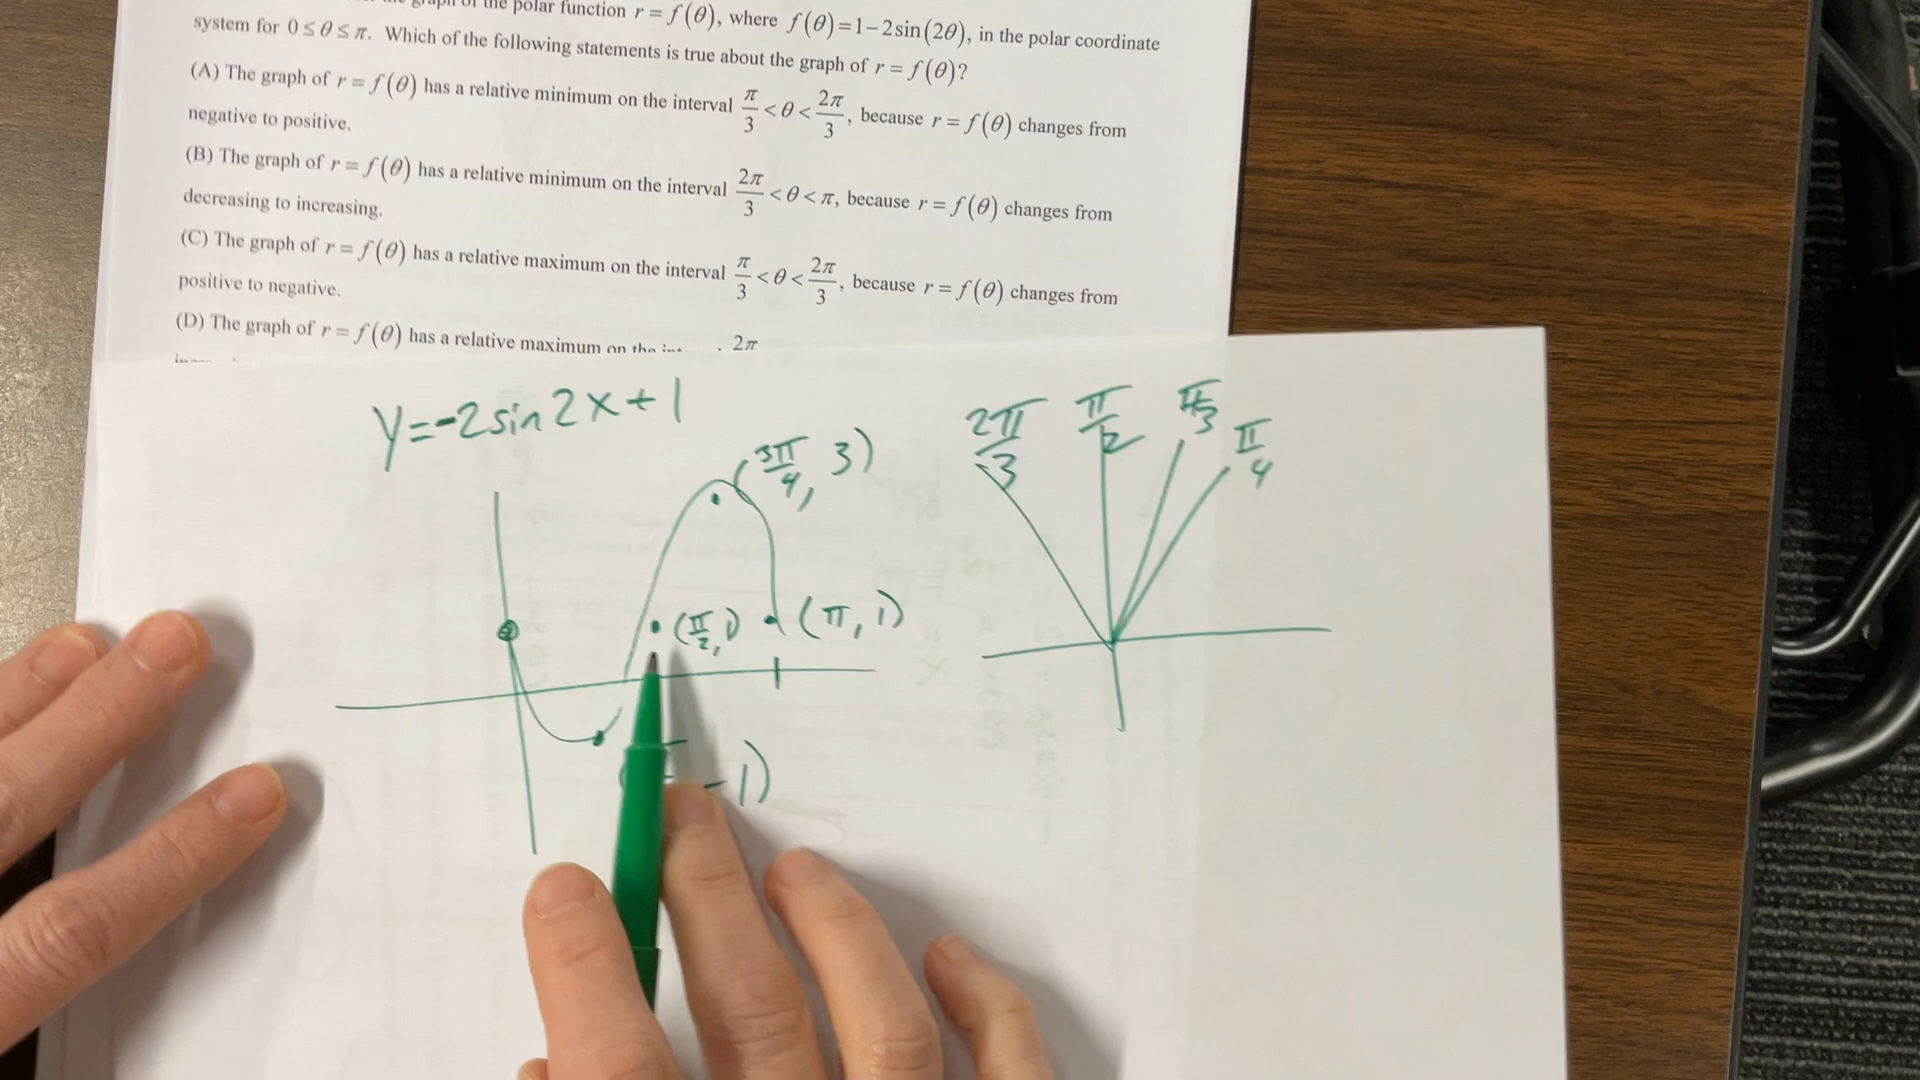 the graph of the polar function r = f(θ), where f(θ)=1−2sin(2θ), in the polar coordinate
system for 0≤θ≤π. Which of the following statements is true about the graph of r = f(θ)?
(A) The graph of r = f(θ) has a relative minimum on the interval π/3 <θ< 2π/3, because r = f(θ) changes from
negative to positive.
(B) The graph of r = f(θ) has a relative minimum on the interval 2π/3 <θ<π, because r = f(θ) changes from
decreasing to increasing.
(C) The graph of r = f(θ) has a relative maximum on the interval π/3 <θ< 2π/3, because r = f(θ) changes from
positive to negative.
(D) The graph of r = f(θ) has a relative maximum on the 2π
y=-2sin2x+1
(3π/4, 3)
(π/2, 1)
(π, 1)
-1)
2π/3
π/2
π/3
π/4